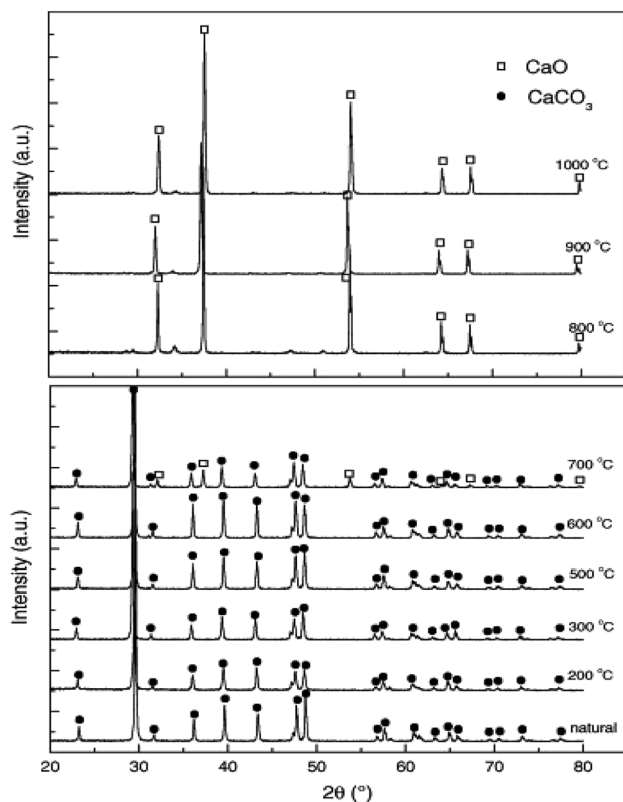 Intensity (a.u.)
CaO
CaCO₃
1000 °C
900 °C
800 °C
Intensity (a.u.)
700 °C
600 °C
500 °C
300 °C
200 °C
natural
20 30 40 50 60 70 80
2θ (°)